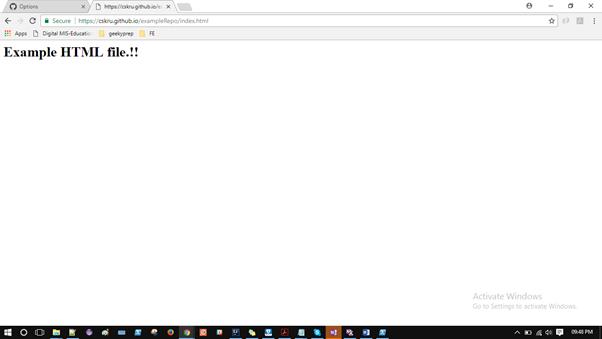 Options
https://cskru.github.io/e
Secure
https://cskru.github.io/exampleRepo/index.html
Apps
Digital MIS-Education
geekyprep
FE
Example HTML file.!!
Activate Windows
Go to Settings to activate Windows.
09:48 PM